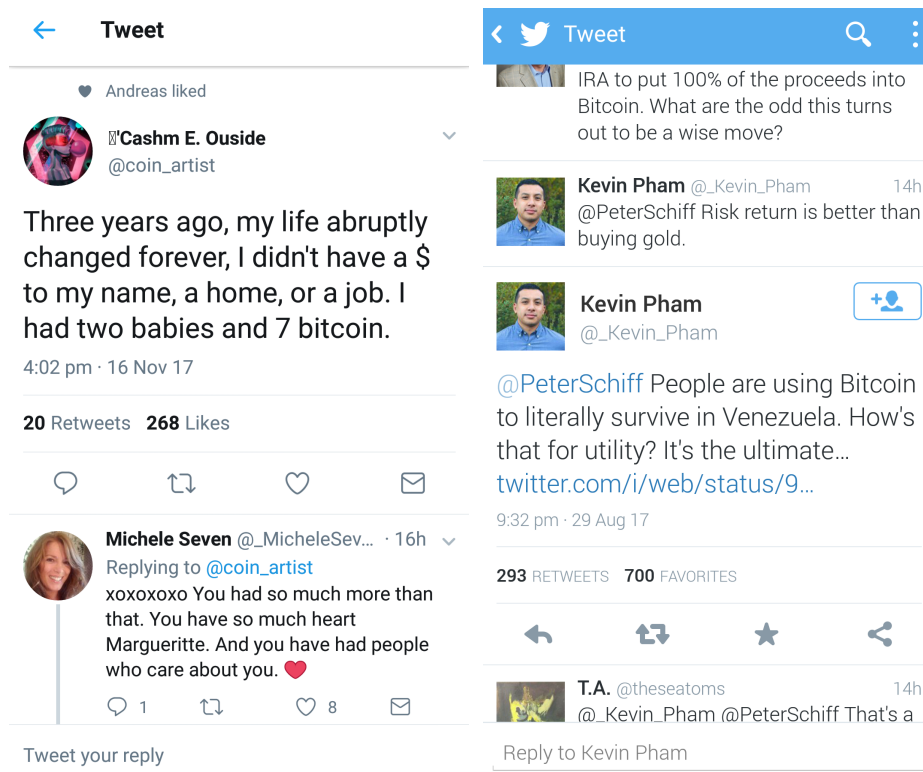 Tweet
Andreas liked
'Cashm E. Ouside
@coin_artist
Three years ago, my life abruptly
changed forever, I didn't have a $
to my name, a home, or a job. I
had two babies and 7 bitcoin.
4:02 pm · 16 Nov 17
20 Retweets 268 Likes
Michele Seven @_MicheleSev... · 16h
Replying to @coin_artist
xoxoxoxo You had so much more than
that. You have so much heart
Margueritte. And you have had people
who care about you. ❤
1 8
Tweet your reply
Tweet
IRA to put 100% of the proceeds into
Bitcoin. What are the odd this turns
out to be a wise move?
Kevin Pham @_Kevin_Pham 14h
@PeterSchiff Risk return is better than
buying gold.
Kevin Pham
@_Kevin_Pham
@PeterSchiff People are using Bitcoin
to literally survive in Venezuela. How's
that for utility? It's the ultimate…
twitter.com/i/web/status/9…
9:32 pm · 29 Aug 17
293 RETWEETS 700 FAVORITES
T.A. @theseatoms 14h
@_Kevin_Pham @PeterSchiff That's a
Reply to Kevin Pham